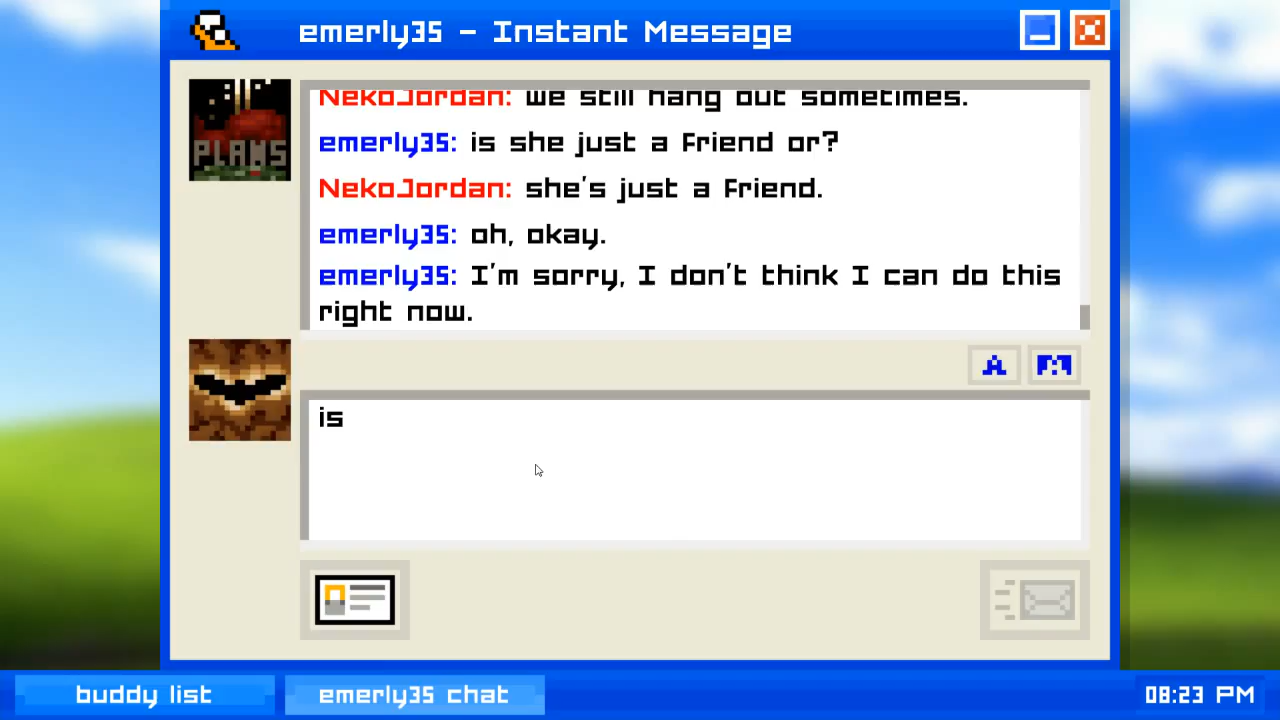 emerly35 - Instant Message
NekoJordan: we still hang out sometimes.
PLANS
emerly35: is she just a friend or?
NekoJordan: she's just a friend.
emerly35: oh, okay.
emerly35: I'm sorry, I don't think I can do this
right now.
A
is
buddy list
emerly35 chat
08:23 PM